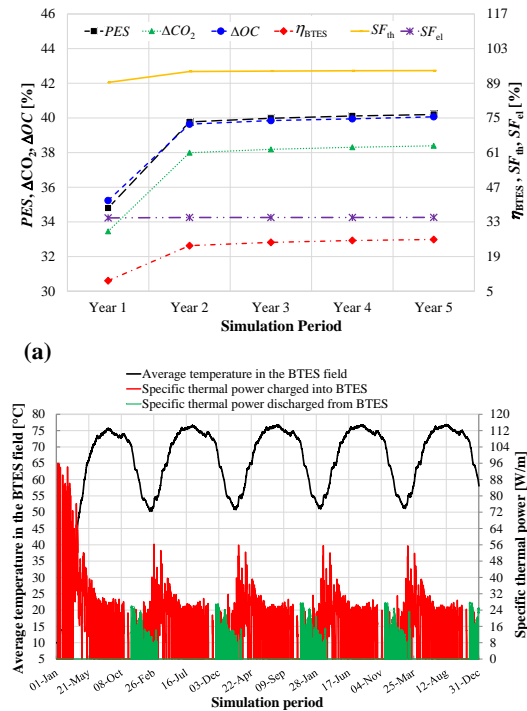 PES ΔCO2 ΔOC ηBTES SFth SFel
46 44 42 40 38 36 34 32 30
PES, ΔCO2, ΔOC [%]
117 103 89 75 61 47 33 19 5
ηBTES , SFth, SFel [%]
Year 1 Year 2 Year 3 Year 4 Year 5
Simulation Period
(a)
Average temperature in the BTES field
Specific thermal power charged into BTES
Specific thermal power discharged from BTES
80 75 70 65 60 55 50 45 40 35 30 25 20 15 10 5
Average temperature in the BTES field [°C]
120 112 104 96 88 80 72 64 56 48 40 32 24 16 8 0
Specific thermal power [W/m]
01-Jan 21-May 08-Oct 26-Feb 16-Jul 03-Dec 22-Apr 09-Sep 28-Jan 17-Jun 04-Nov 25-Mar 12-Aug 31-Dec
Simulation period